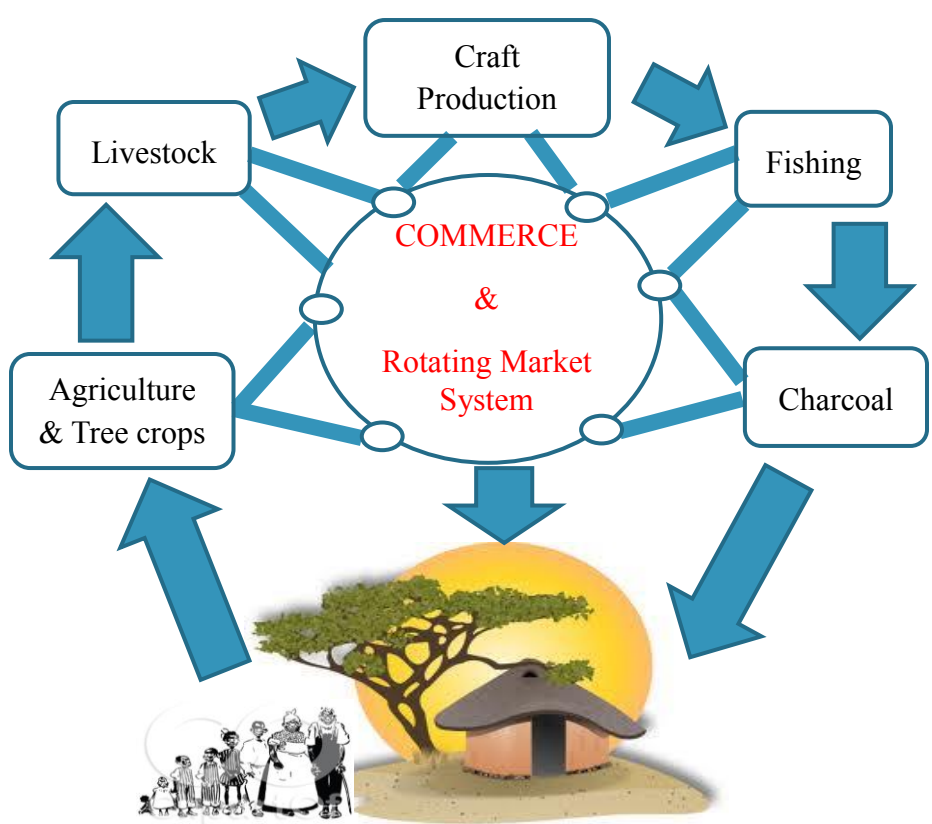 Craft
Production
Livestock
Fishing
COMMERCE
&
Rotating Market
System
Agriculture
& Tree crops
Charcoal